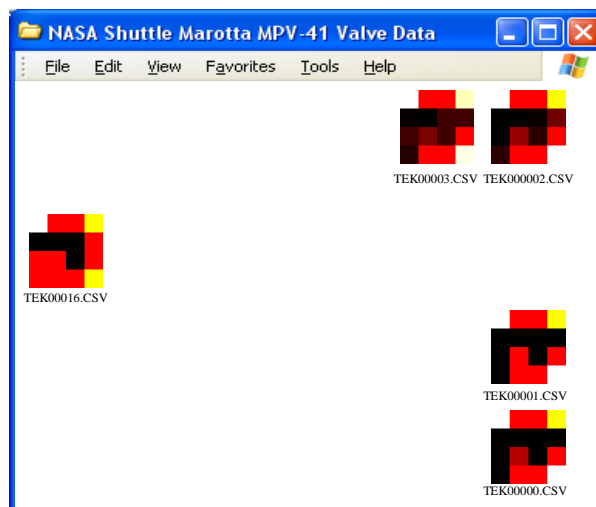 NASA Shuttle Marotta MPV-41 Valve Data
File Edit View Favorites Tools Help
TEK00003.CSV TEK000002.CSV
TEK00016.CSV
TEK00001.CSV
TEK00000.CSV